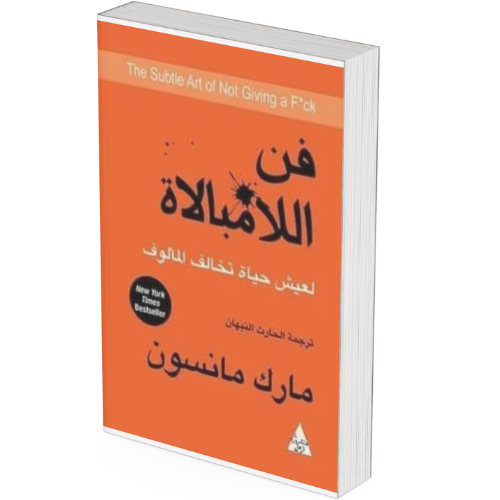 The Subtle Art of Not Giving a F*ck
فن
اللامبالاة
لعيش حياة تخالف المألوف
New York
Times
Bestseller
ترجمة الحارث النبهان
مارك مانسون